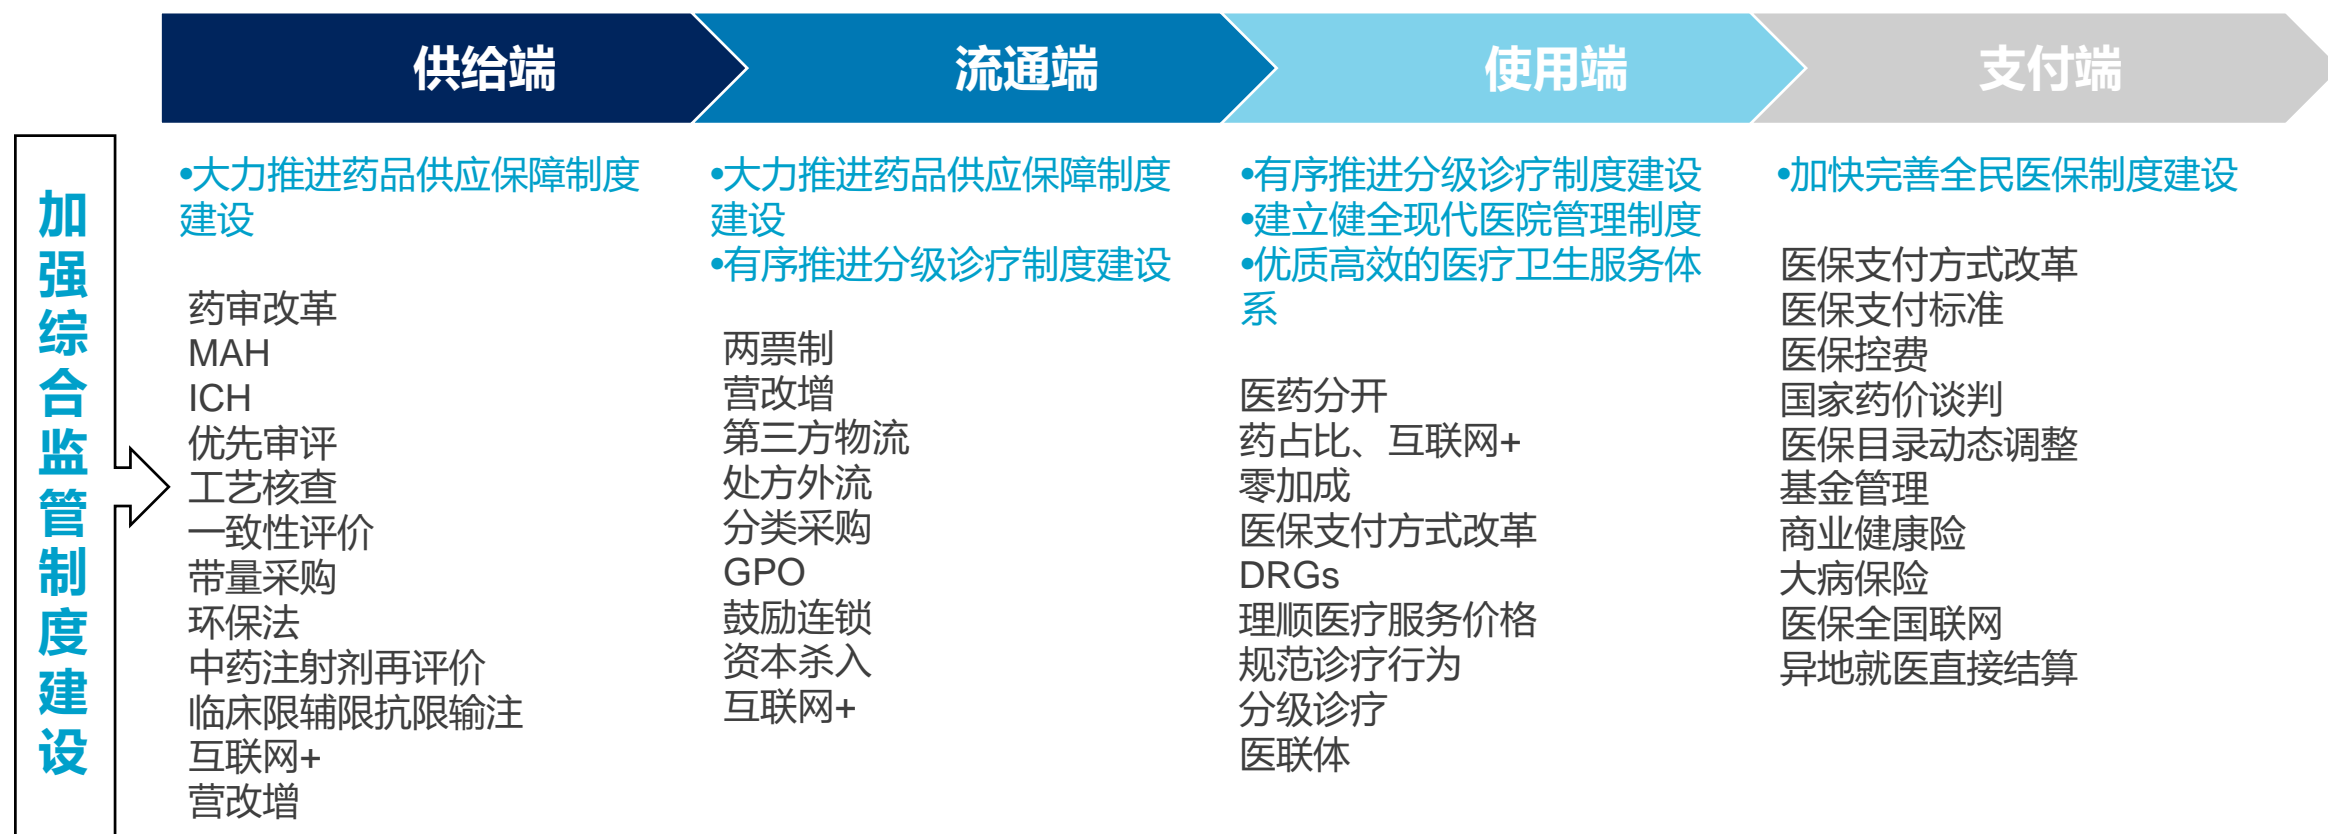 供给端
流通端
使用端
支付端
加强综合监管制度建设
•大力推进药品供应保障制度
建设
药审改革
MAH
ICH
优先审评
工艺核查
一致性评价
带量采购
环保法
中药注射剂再评价
临床限辅限抗限输注
互联网+
营改增
•大力推进药品供应保障制度
建设
•有序推进分级诊疗制度建设
两票制
营改增
第三方物流
处方外流
分类采购
GPO
鼓励连锁
资本杀入
互联网+
•有序推进分级诊疗制度建设
•建立健全现代医院管理制度
•优质高效的医疗卫生服务体
系
医药分开
药占比、互联网+
零加成
医保支付方式改革
DRGs
理顺医疗服务价格
规范诊疗行为
分级诊疗
医联体
•加快完善全民医保制度建设
医保支付方式改革
医保支付标准
医保控费
国家药价谈判
医保目录动态调整
基金管理
商业健康险
大病保险
医保全国联网
异地就医直接结算